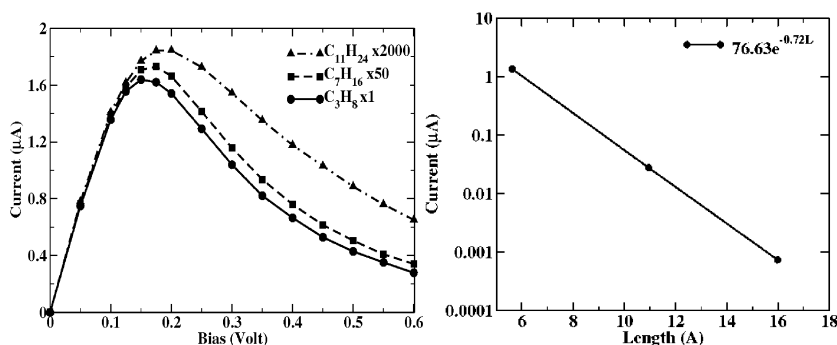 2
1.6
1.2
0.8
0.4
0
Current (μA)
C11H24 x2000
C7H16 x50
C3H8 x1
0 0.1 0.2 0.3 0.4 0.5 0.6
Bias (Volt)
10
1
0.1
0.01
0.001
0.0001
Current (μA)
76.63e-0.72L
6 8 10 12 14 16 18
Length (A)